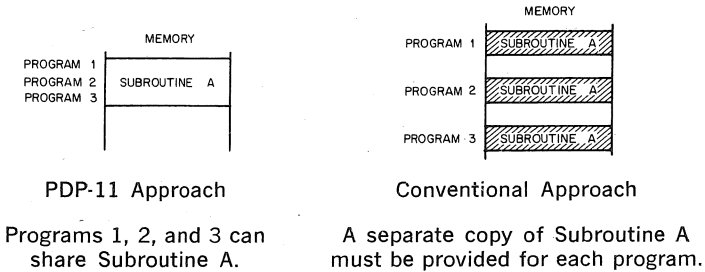 MEMORY
PROGRAM 1
PROGRAM 2
PROGRAM 3
SUBROUTINE A
PDP-11 Approach
Programs 1, 2, and 3 can
share Subroutine A.
MEMORY
PROGRAM 1
SUBROUTINE A
PROGRAM 2
SUBROUTINE A
PROGRAM 3
SUBROUTINE A
Conventional Approach
A separate copy of Subroutine A
must be provided for each program.